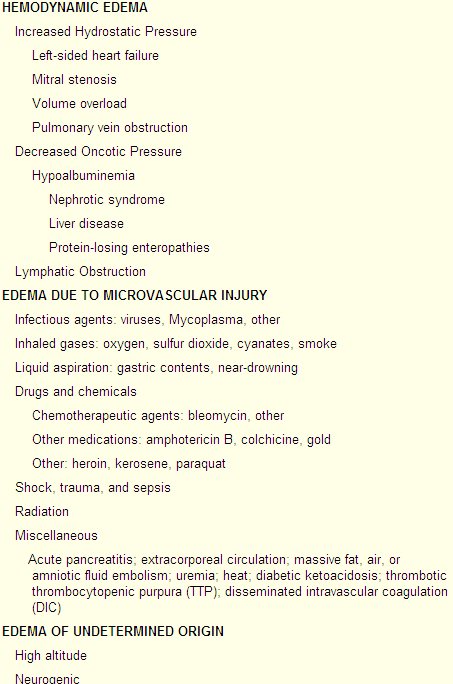 HEMODYNAMIC EDEMA
Increased Hydrostatic Pressure
Left-sided heart failure
Mitral stenosis
Volume overload
Pulmonary vein obstruction
Decreased Oncotic Pressure
Hypoalbuminemia
Nephrotic syndrome
Liver disease
Protein-losing enteropathies
Lymphatic Obstruction
EDEMA DUE TO MICROVASCULAR INJURY
Infectious agents: viruses, Mycoplasma, other
Inhaled gases: oxygen, sulfur dioxide, cyanates, smoke
Liquid aspiration: gastric contents, near-drowning
Drugs and chemicals
Chemotherapeutic agents: bleomycin, other
Other medications: amphotericin B, colchicine, gold
Other: heroin, kerosene, paraquat
Shock, trauma, and sepsis
Radiation
Miscellaneous
Acute pancreatitis; extracorporeal circulation; massive fat, air, or
amniotic fluid embolism; uremia; heat; diabetic ketoacidosis; thrombotic
thrombocytopenic purpura (TTP); disseminated intravascular coagulation
(DIC)
EDEMA OF UNDETERMINED ORIGIN
High altitude
Neurogenic